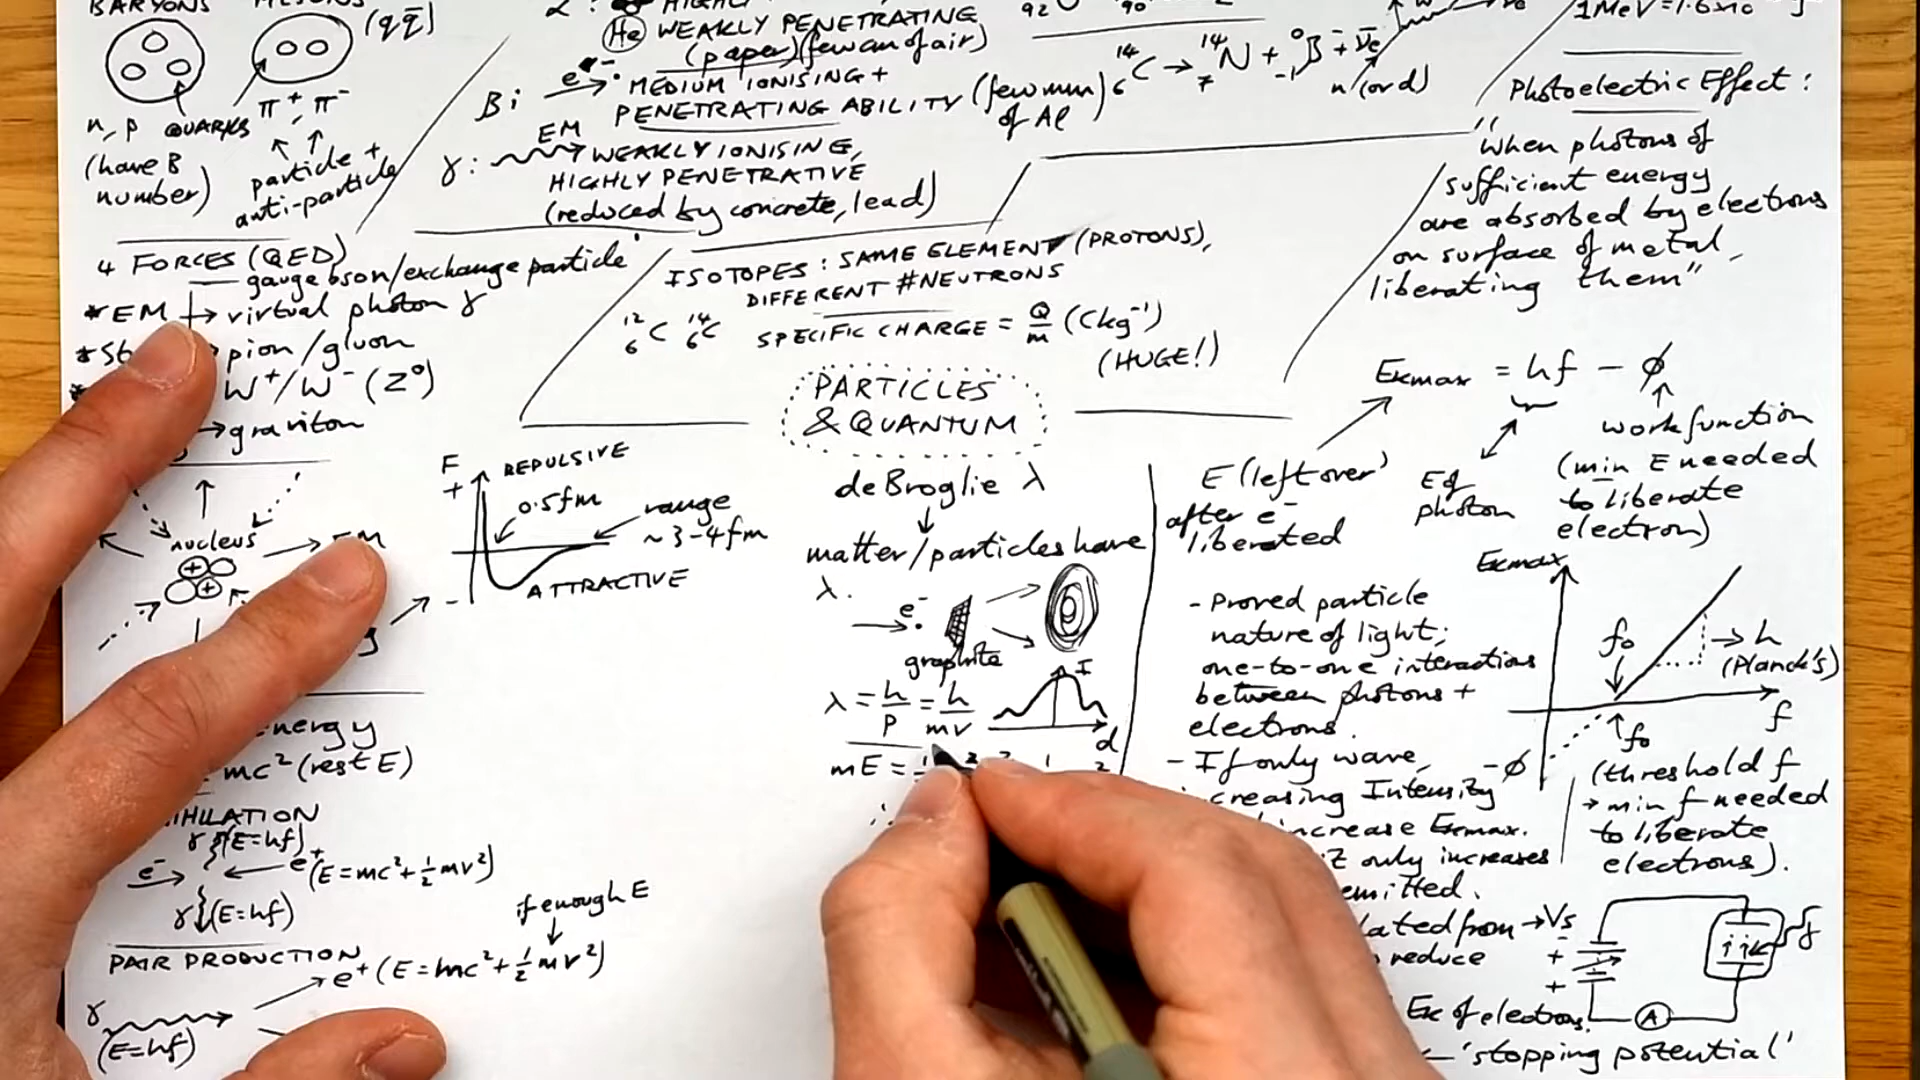 BARYONS
(qq̄)
n, p QUARKS π⁺, π⁻
(have B
number)
particle +
anti-particle
WEAKLY PENETRATING
He
(paper)(few cm of air)
β: e⁻ MEDIUM IONISING +
PENETRATING ABILITY (few mm
of Al)
EM
γ: WEAKLY IONISING,
HIGHLY PENETRATIVE
(reduced by concrete, lead)
¹⁴₆C → ¹⁴₇N + ⁰₋₁β⁻ + ν̄e
n (or d)
Photoelectric Effect:
"When photons of
sufficient energy
are absorbed by electrons
on surface of metal,
liberating them"
4 FORCES (QED)
gauge bson/exchange particle
*EM → virtual photon γ
pion/gluon
W⁺/W⁻ (Z⁰)
→ graviton
ISOTOPES: SAME ELEMENT (PROTONS),
DIFFERENT #NEUTRONS
¹²₆C ¹⁴₆C SPECIFIC CHARGE = Q/m (Ckg⁻¹)
(HUGE!)
PARTICLES
& QUANTUM
Ekmax = hf - φ
work function
(min E needed
to liberate
electron)
E of
photon
E (left over)
after e⁻
liberated
nucleus
F
+
REPULSIVE
0.5fm
range
~3-4fm
ATTRACTIVE
-
deBroglie λ
matter/particles have
λ.
e⁻
graphite
λ = h/p = h/mv
I
d
mE =
- Proved particle
nature of light;
one-to-one interactions
between photons +
electrons.
- If only wave,
creasing Intensity
increase Ekmax.
only increases
emitted.
Ekmax
f₀
h
(Planck's)
f
f₀
-φ
(threshold f
→ min f needed
to liberate
electrons).
energy
mc² (rest E)
γ (E=hf)
e⁻ e⁺ (E=mc²+½mv²)
γ (E=hf)
if enough E
PAIR PRODUCTION
e⁺ (E=mc²+½mv²)
γ
(E=hf)
from → Vs
+
reduce
+
γ
A
Ek of electrons.
'stopping potential'